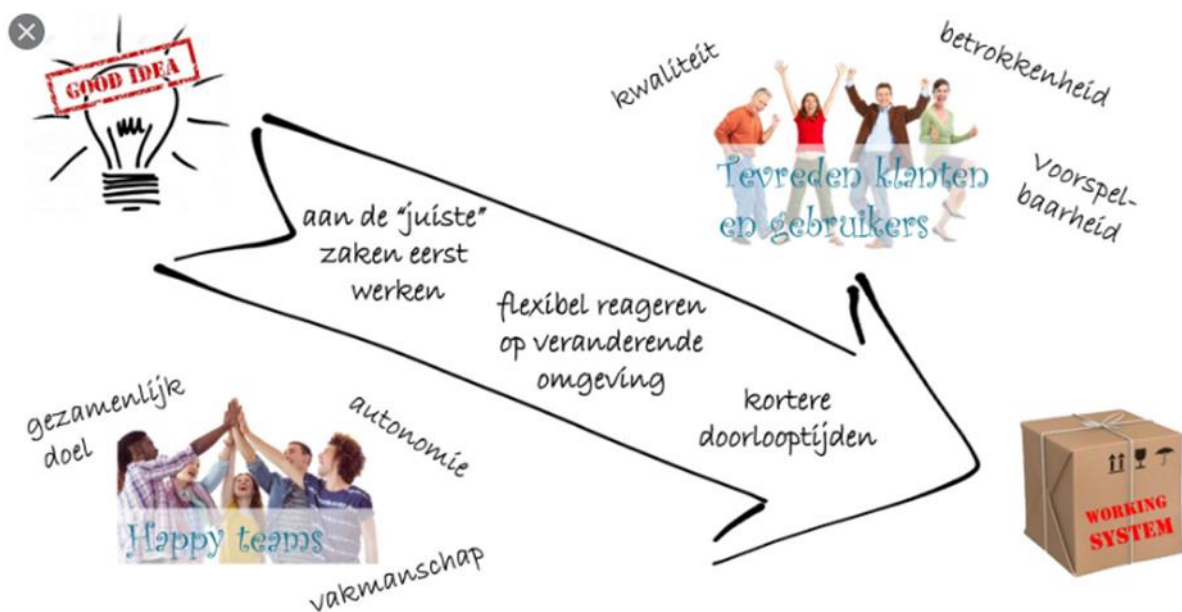 GOOD IDEA
kwaliteit
betrokkenheid
Tevreden klanten
en gebruikers
voorspel-
baarheid
aan de "juiste"
zaken eerst
werken
flexibel reageren
op veranderende
omgeving
kortere
doorlooptijden
gezamenlijk
doel
autonomie
Happy teams
vakmanschap
WORKING
SYSTEM